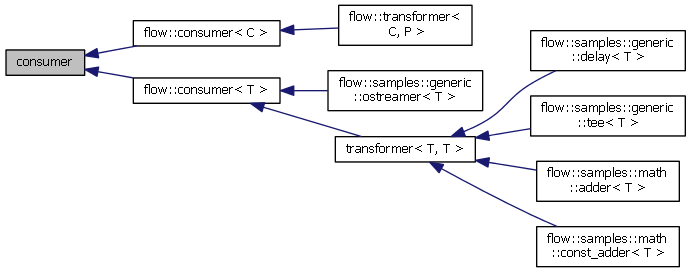 consumer
flow::consumer< C >
flow::transformer<
C, P >
flow::consumer< T >
flow::samples::generic
::ostreamer< T >
transformer< T, T >
flow::samples::generic
::delay< T >
flow::samples::generic
::tee< T >
flow::samples::math
::adder< T >
flow::samples::math
::const_adder< T >